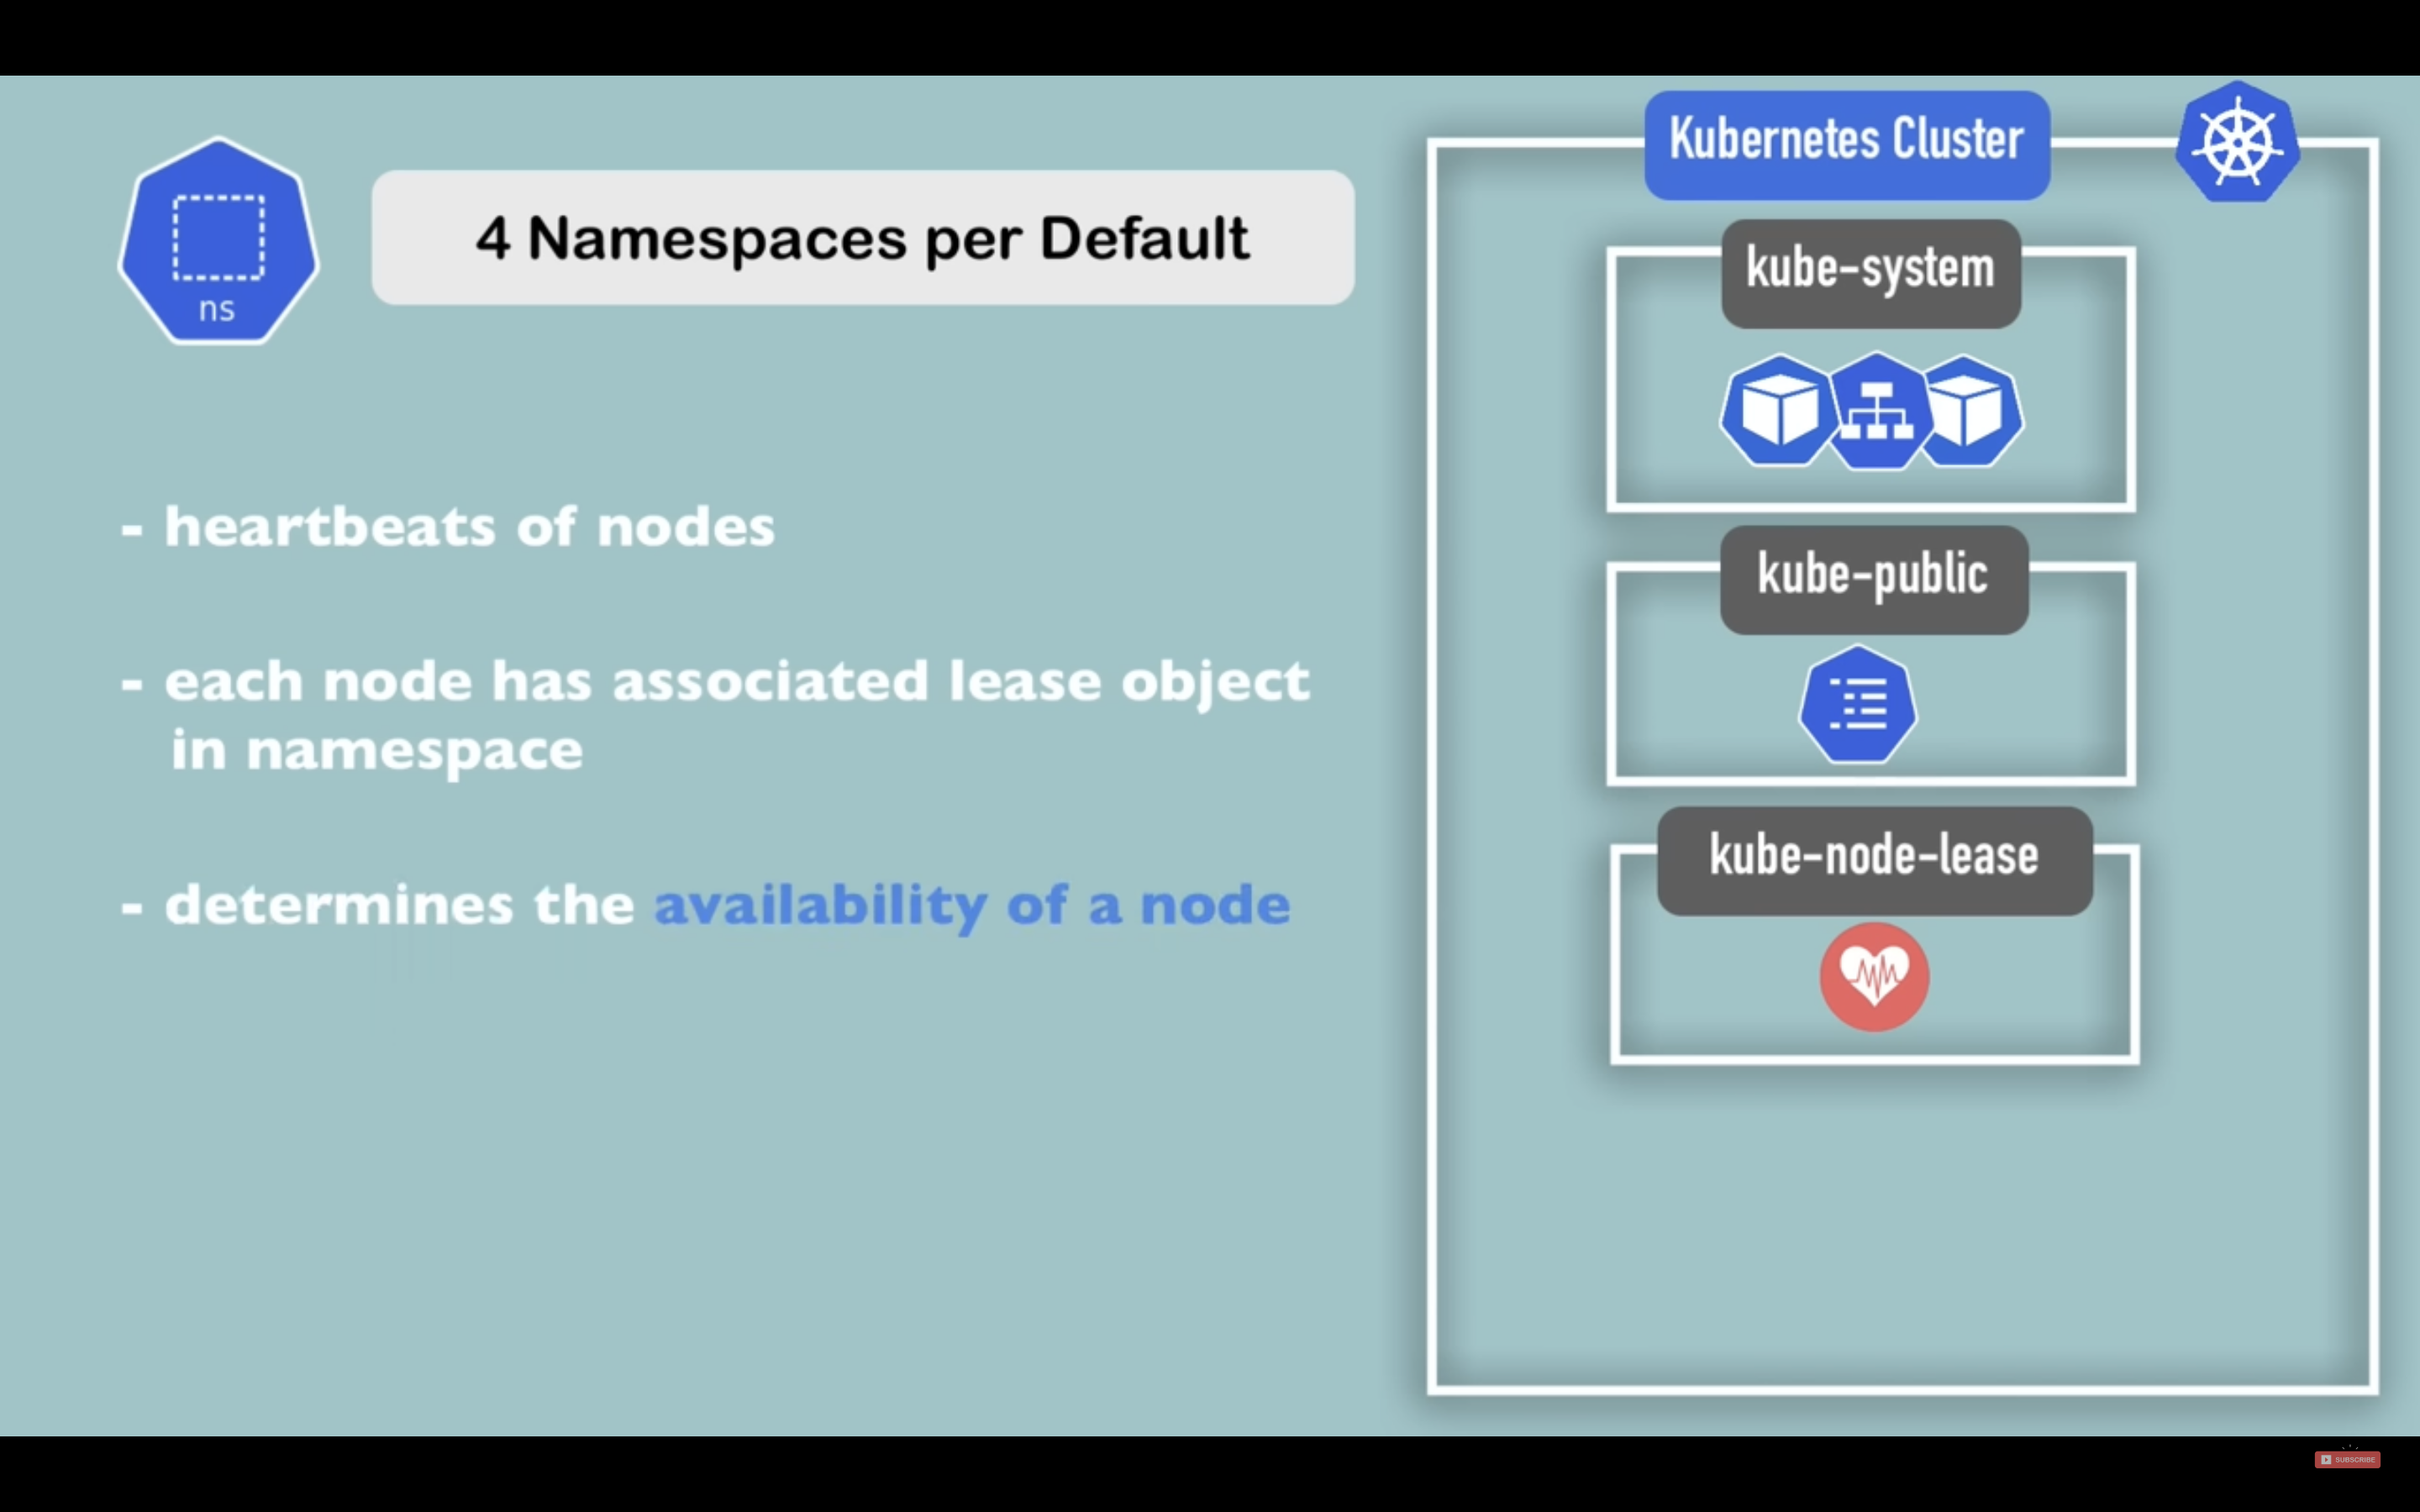 ns
4 Namespaces per Default
- heartbeats of nodes
- each node has associated lease object
in namespace
- determines the availability of a node
Kubernetes Cluster
kube-system
kube-public
kube-node-lease
SUBSCRIBE